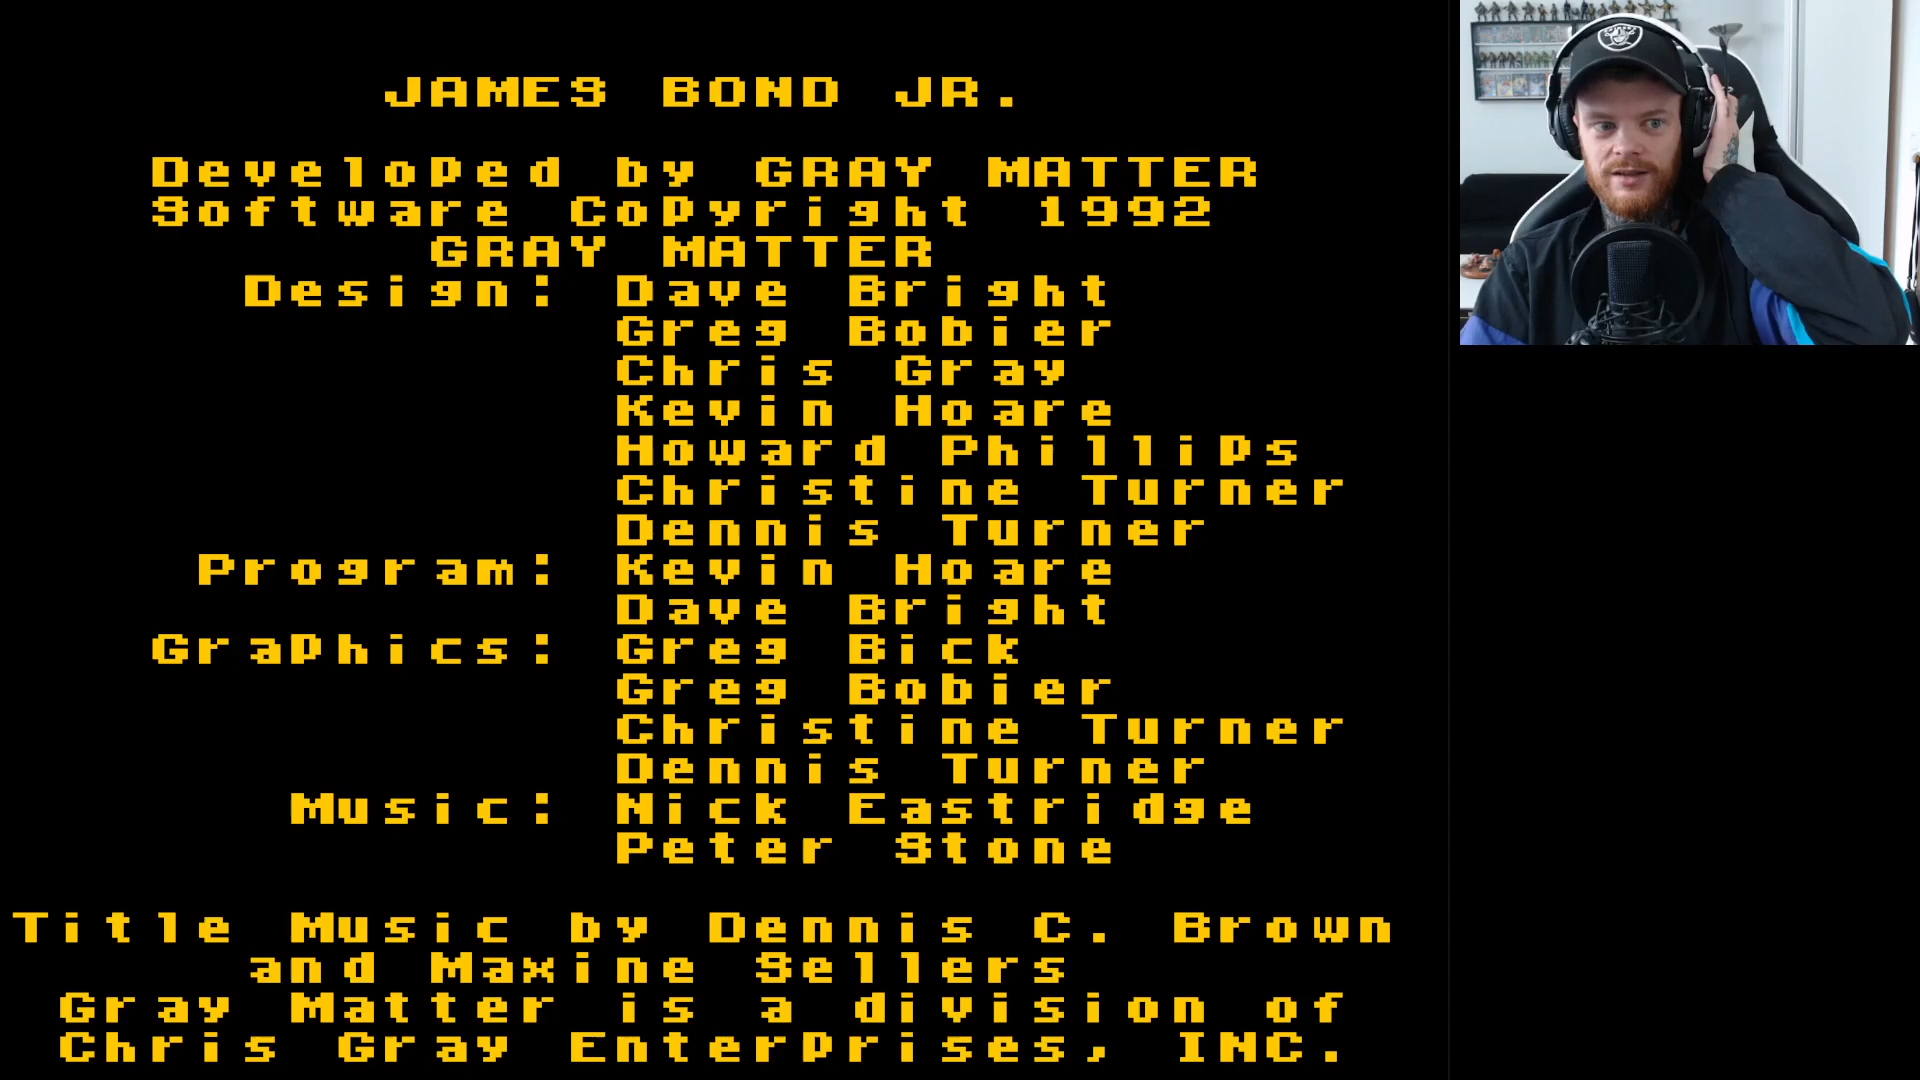 JAMES BOND JR.
Developed by GRAY MATTER
Software Copyright 1992
GRAY MATTER
Design: Dave Bright
Greg Bobier
Chris Gray
Kevin Hoare
Howard Phillips
Christine Turner
Dennis Turner
Program: Kevin Hoare
Dave Bright
Graphics: Greg Bick
Greg Bobier
Christine Turner
Dennis Turner
Music: Nick Eastridge
Peter Stone
Title Music by Dennis C. Brown
and Maxine Sellers
Gray Matter is a division of
Chris Gray Enterprises, INC.